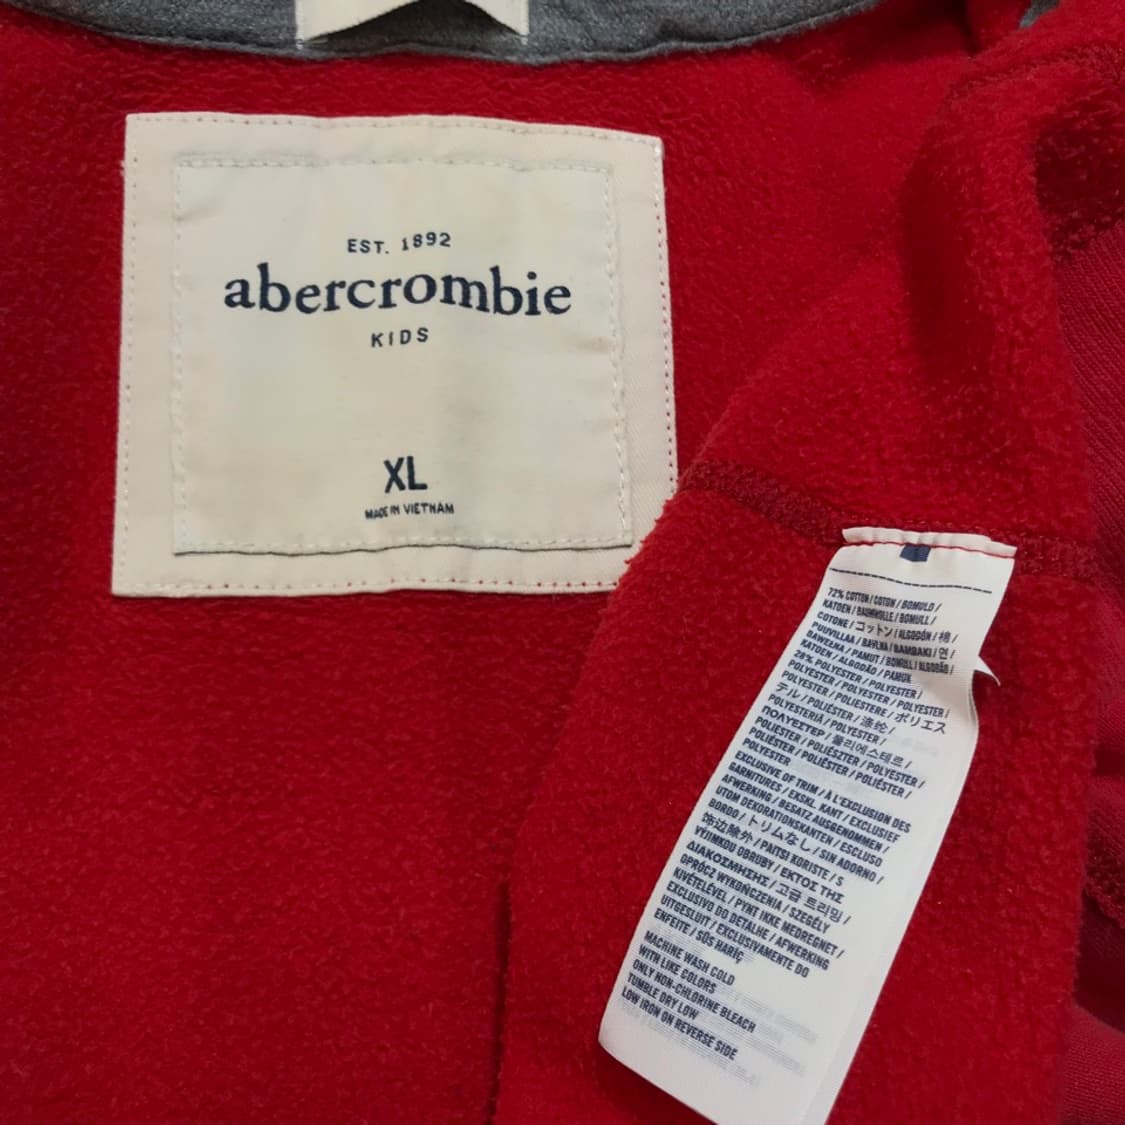 EST. 1892
abercrombie
KIDS
XL
MADE IN VIETNAM
72% COTTON / COTON / BOMULD /
KATOEN / BAUMWOLLE / BOMULL /
COTONE / コットン / ALGODÓN / 棉 /
PUUVILLAA / BAVLNA / BAMBAKI / 면 /
BAWEŁNA / PAMUT / BOMULL / ALGODÃO /
KATOEN / ALGODÃO / PAMUK
28% POLYESTER / POLYESTER /
POLYESTER / POLYESTER / POLYESTER /
POLYESTER / POLIESTERE / ポリエス
テル / POLIÉSTER / 涤纶 /
POLYESTERIA / POLYESTER /
ΠΟΛΥΕΣΤΕΡ / 폴리에스테르 /
POLIESTER / POLIÉSZTER / POLYESTER /
POLIÉSTER / POLIÉSTER / POLIÉSTER /
POLYESTER
EXCLUSIVE OF TRIM / À L'EXCLUSION DES
GARNITURES / EKSKL. KANT / EXCLUSIEF
AFWERKING / BESATZ AUSGENOMMEN /
UTOM DEKORATIONSKANTEN / ESCLUSO
BORDO / トリムなし / SIN ADORNO /
饰边除外 / PAITSI KORISTE / S
VÝJIMKOU OBRUBY / ΕΚΤΟΣ ΤΗΣ
ΔΙΑΚΟΣΜΗΣΗΣ / 고급 트리밍 /
OPRÓCZ WYKOŃCZENIA / SZEGÉLY
KIVÉTELÉVEL / PYNT IKKE MEDREGNET /
EXCLUSIVO DO DETALHE / AFWERKING
UITGESLUIT / EXCLUSIVAMENTE DO
ENFEITE / SÜS HARİÇ
MACHINE WASH COLD
WITH LIKE COLORS
ONLY NON-CHLORINE BLEACH
TUMBLE DRY LOW
LOW IRON ON REVERSE SIDE